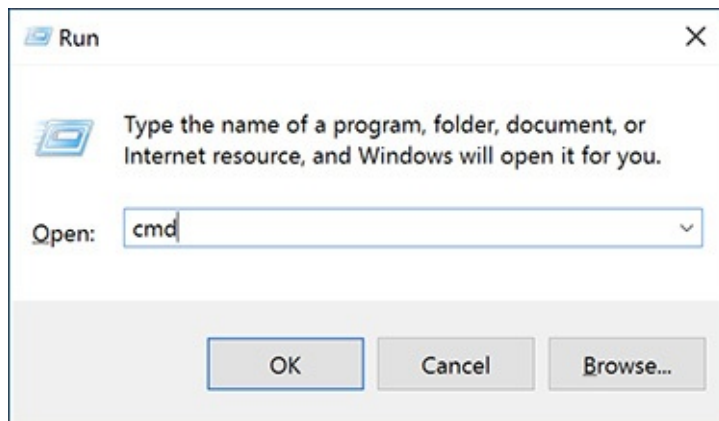 Run
Type the name of a program, folder, document, or
Internet resource, and Windows will open it for you.
Open: cmd
OK Cancel Browse...